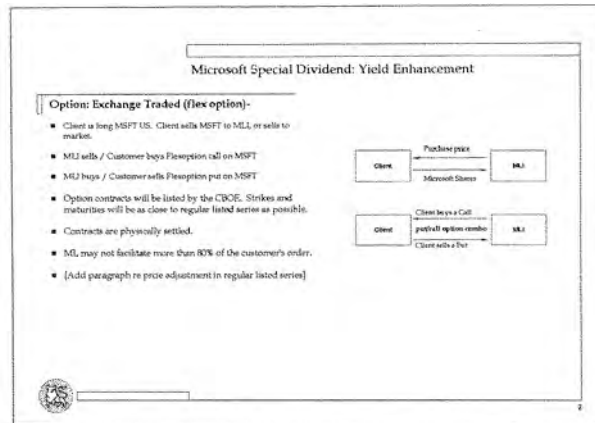 Microsoft Special Dividend: Yield Enhancement
Option: Exchange Traded (flex option)-
■ Client is long MSFT US. Client sells MSFT to MLI, or sells to
market.
■ MLI sells / Customer buys Flexoption call on MSFT
■ MLI buys / Customer sells Flexoption put on MSFT
■ Option contracts will be listed by the CBOE. Strikes and
maturities will be as close to regular listed series as possible.
■ Contracts are physically settled.
■ ML may not facilitate more than 80% of the customer's order.
■ [Add paragraph re price adjustment in regular listed series]
Purchase price
Client
MLI
Microsoft Shares
Client buys a Call
Client
put/call option combo
MLI
Client sells a Put